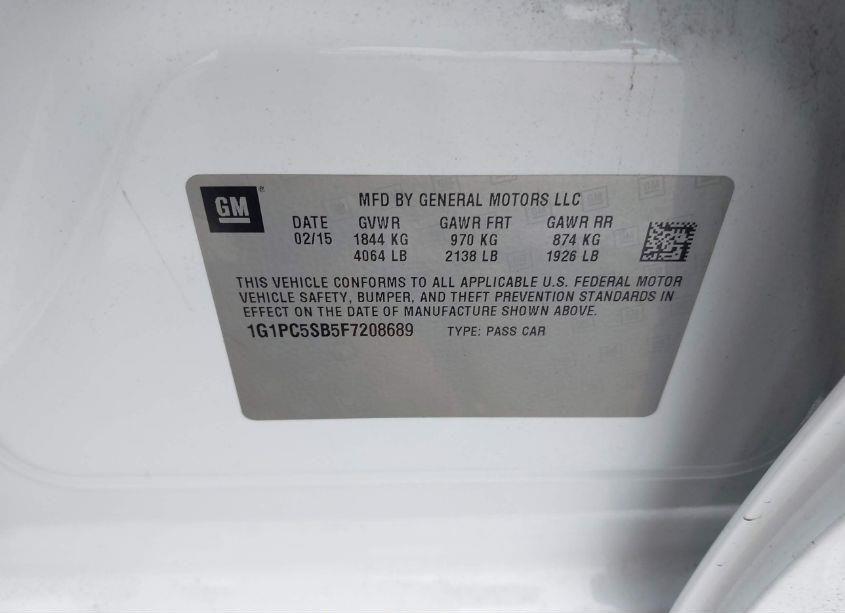 GM ®
MFD BY GENERAL MOTORS LLC
DATE GVWR GAWR FRT GAWR RR
02/15 1844 KG 970 KG 874 KG
4064 LB 2138 LB 1926 LB
THIS VEHICLE CONFORMS TO ALL APPLICABLE U.S. FEDERAL MOTOR
VEHICLE SAFETY, BUMPER, AND THEFT PREVENTION STANDARDS IN
EFFECT ON THE DATE OF MANUFACTURE SHOWN ABOVE.
1G1PC5SB5F7208689 TYPE: PASS CAR